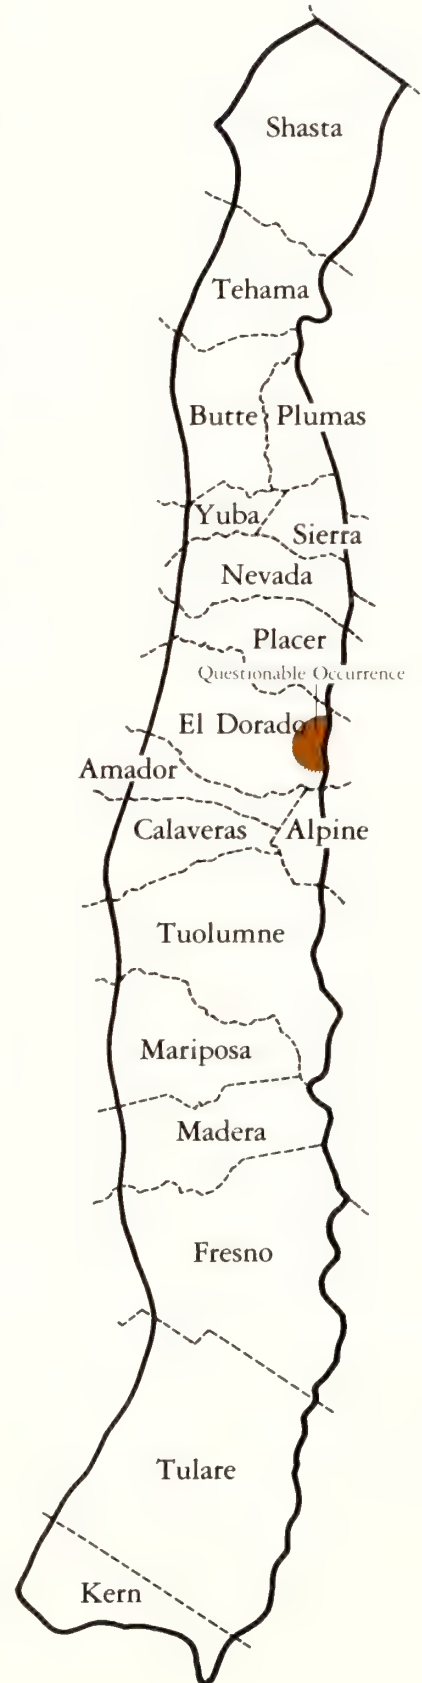 Shasta
Tehama
Butte Plumas
Yuba
Sierra
Nevada
Placer
Questionable Occurrence
El Dorado
Amador
Calaveras Alpine
Tuolumne
Mariposa
Madera
Fresno
Tulare
Kern